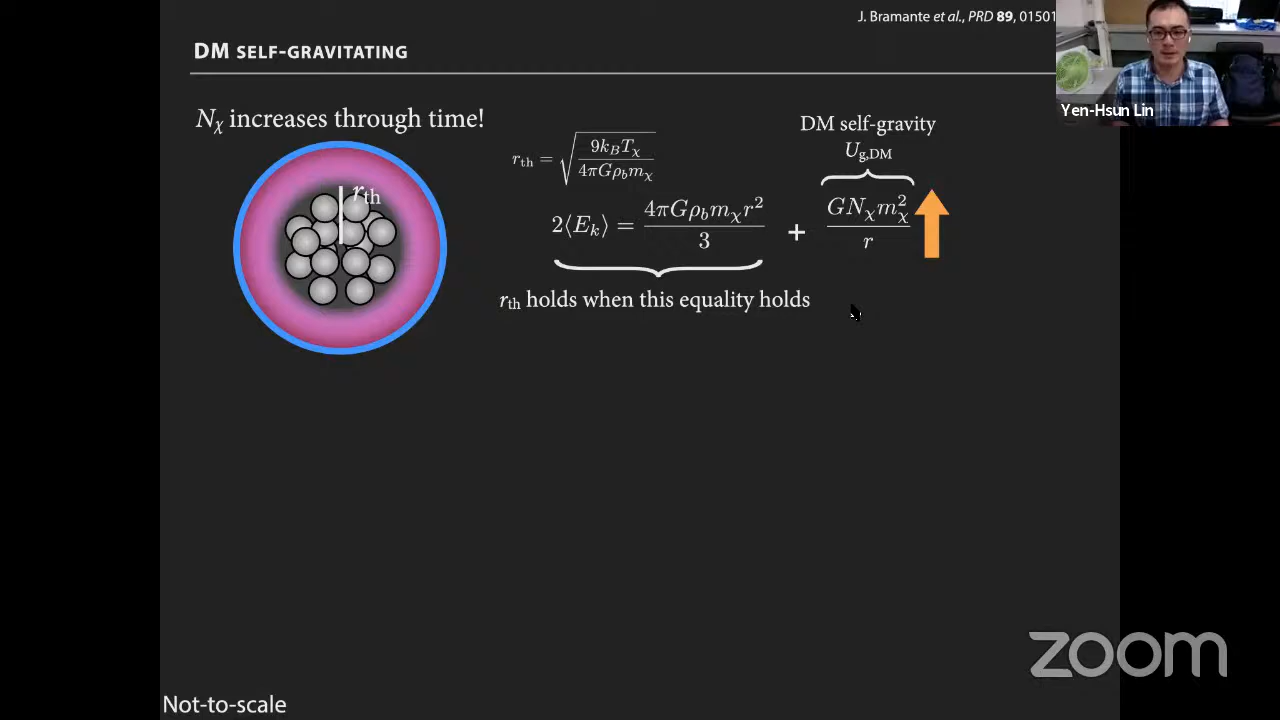 J. Bramante et al., PRD 89, 01501
DM SELF-GRAVITATING
Yen-Hsun Lin
N_χ increases through time!
r_th
r_th = √(9k_B T_χ / 4πGρ_b m_χ)
DM self-gravity
U_g,DM
2⟨E_k⟩ = 4πGρ_b m_χ r² / 3 + GN_χ m_χ² / r
r_th holds when this equality holds
zoom
Not-to-scale